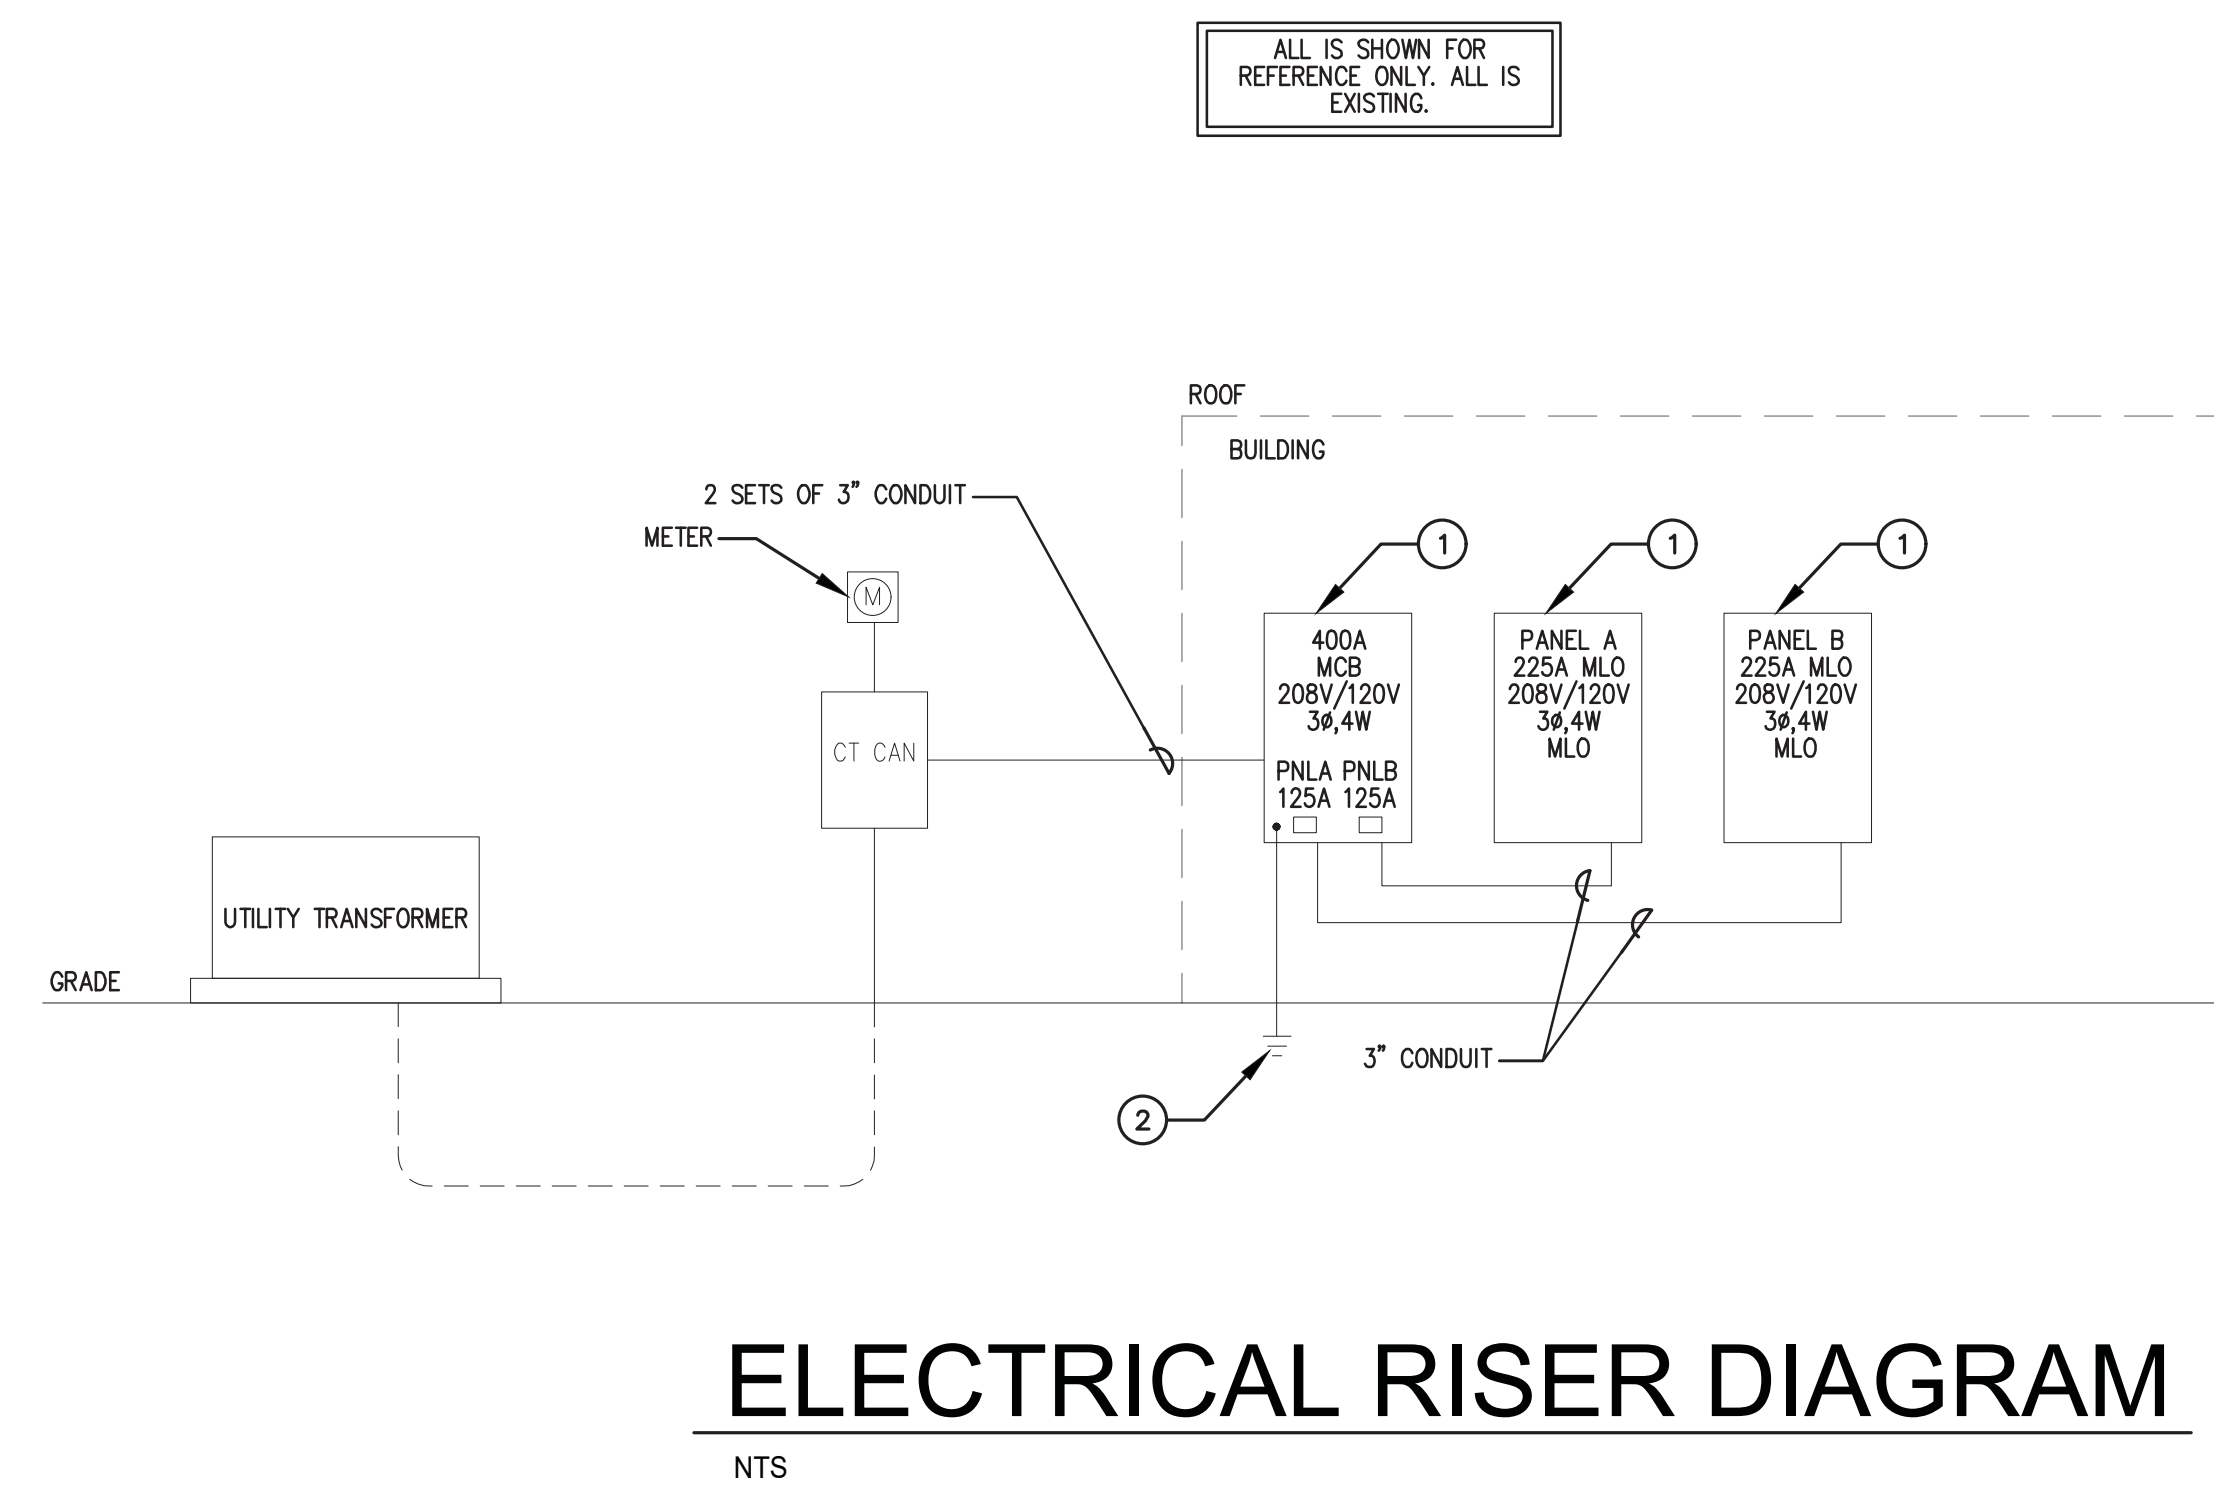 ALL IS SHOWN FOR
REFERENCE ONLY. ALL IS
EXISTING.
ROOF
BUILDING
2 SETS OF 3" CONDUIT
METER
M
1
1
1
400A
MCB
208V/120V
3ø,4W
PNLA PNLB
125A 125A
PANEL A
225A MLO
208V/120V
3ø,4W
MLO
PANEL B
225A MLO
208V/120V
3ø,4W
MLO
CT CAN
UTILITY TRANSFORMER
GRADE
3" CONDUIT
2
ELECTRICAL RISER DIAGRAM
NTS